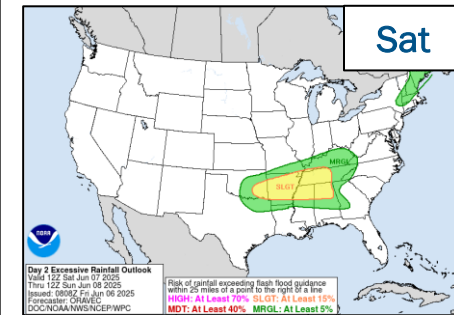 Sat
MRGL
SLGT
NOAA
Day 2 Excessive Rainfall Outlook
Valid 12Z Sat Jun 07 2025
Thru 12Z Sun Jun 08 2025
Issued: 0808Z Fri Jun 06 2025
Forecaster: ORAVEC
DOC/NOAA/NWS/NCEP/WPC
Risk of rainfall exceeding flash flood guidance
within 25 miles of a point to the right of a line
HIGH: At Least 70% SLGT: At Least 15%
MDT: At Least 40% MRGL: At Least 5%